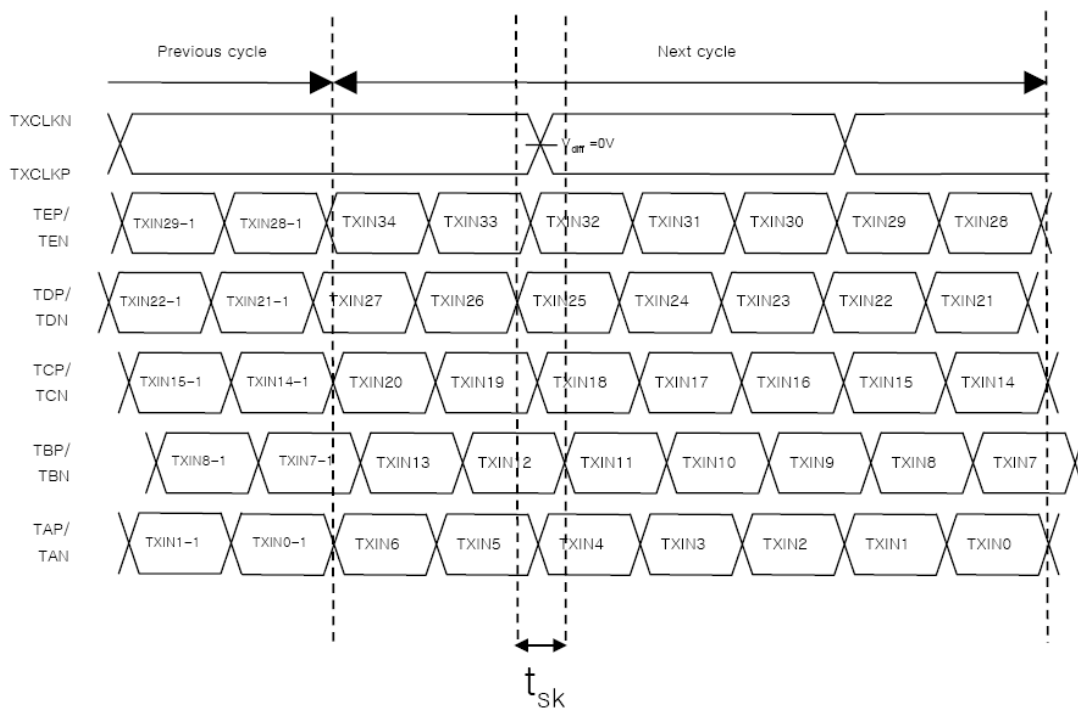 Previous cycle Next cycle
TXCLKN
V diff =0V
TXCLKP
TEP/
TEN
TXIN29-1 TXIN28-1 TXIN34 TXIN33 TXIN32 TXIN31 TXIN30 TXIN29 TXIN28
TDP/
TDN
TXIN22-1 TXIN21-1 TXIN27 TXIN26 TXIN25 TXIN24 TXIN23 TXIN22 TXIN21
TCP/
TCN
TXIN15-1 TXIN14-1 TXIN20 TXIN19 TXIN18 TXIN17 TXIN16 TXIN15 TXIN14
TBP/
TBN
TXIN8-1 TXIN7-1 TXIN13 TXIN12 TXIN11 TXIN10 TXIN9 TXIN8 TXIN7
TAP/
TAN
TXIN1-1 TXIN0-1 TXIN6 TXIN5 TXIN4 TXIN3 TXIN2 TXIN1 TXIN0
tsk